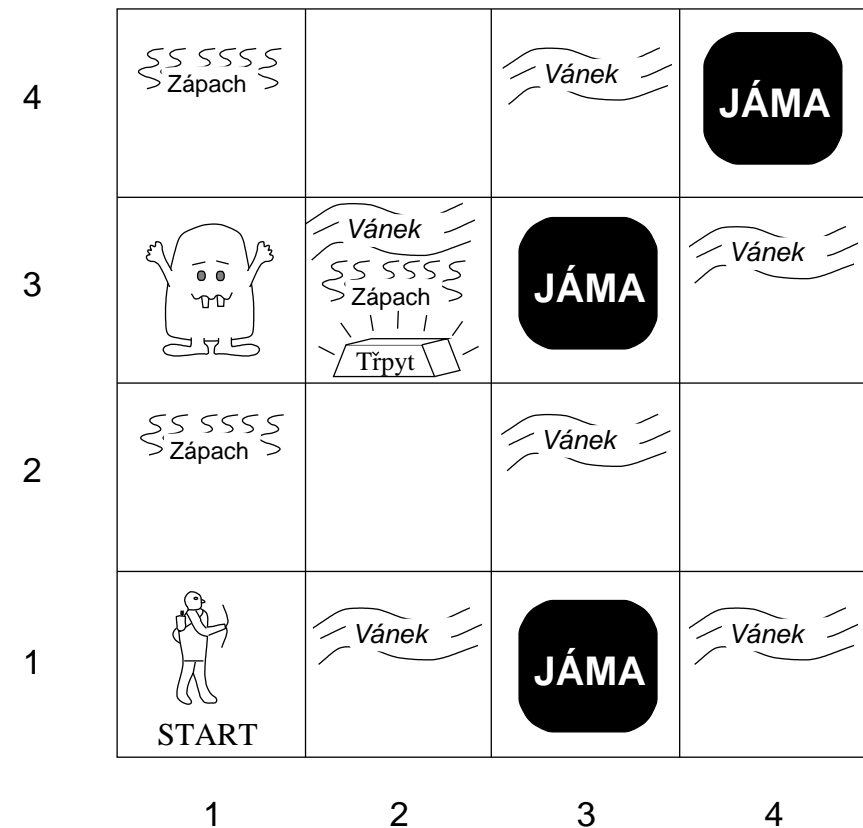 4
Zápach
Vánek
JÁMA
3
Vánek
Zápach
Třpyt
JÁMA
Vánek
2
Zápach
Vánek
1
START
Vánek
JÁMA
Vánek
1 2 3 4